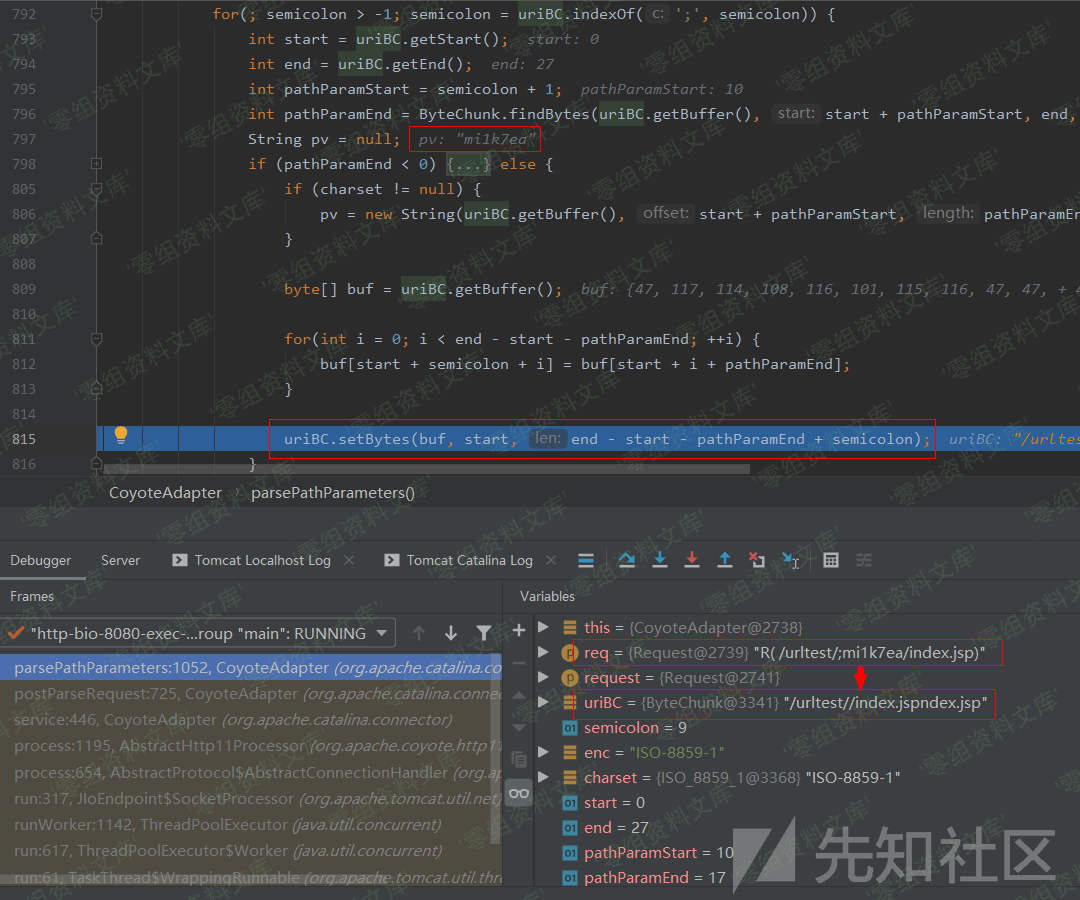 792 for(; semicolon > -1; semicolon = uriBC.indexOf( C: ';', semicolon)) {
793 int start = uriBC.getStart(); start: 0
794 int end = uriBC.getEnd(); end: 27
795 int pathParamStart = semicolon + 1; pathParamStart: 10
796 int pathParamEnd = ByteChunk.findBytes(uriBC.getBuffer(), start: start + pathParamStart, end,
797 String pv = null; pv: "mi1k7ea"
798 if (pathParamEnd < 0) {...} else {
805 if (charset != null) {
806 pv = new String(uriBC.getBuffer(), offset: start + pathParamStart, length: pathParamEn
807 }
808
809 byte[] buf = uriBC.getBuffer(); buf: {47, 117, 114, 108, 116, 101, 115, 116, 47, 47, + 4
810
811 for(int i = 0; i < end - start - pathParamEnd; ++i) {
812 buf[start + semicolon + i] = buf[start + i + pathParamEnd];
813 }
814
815 uriBC.setBytes(buf, start, len: end - start - pathParamEnd + semicolon); uriBC: "/urltes
816 }
CoyoteAdapter › parsePathParameters()
Debugger Server Tomcat Localhost Log Tomcat Catalina Log
Frames Variables
"http-bio-8080-exec-...roup "main": RUNNING
parsePathParameters:1052, CoyoteAdapter (org.apache.catalina.co
postParseRequest:725, CoyoteAdapter (org.apache.catalina.connec
service:446, CoyoteAdapter (org.apache.catalina.connector)
process:1195, AbstractHttp11Processor (org.apache.coyote.http11
process:654, AbstractProtocol$AbstractConnectionHandler (org.ap
run:317, JIoEndpoint$SocketProcessor (org.apache.tomcat.util.net)
runWorker:1142, ThreadPoolExecutor (java.util.concurrent)
run:617, ThreadPoolExecutor$Worker (java.util.concurrent)
run:61, TaskThread$WrappingRunnable (org.apache.tomcat.util.thre
this = {CoyoteAdapter@2738}
req = {Request@2739} "R( /urltest/;mi1k7ea/index.jsp)"
request = {Request@2741}
uriBC = {ByteChunk@3341} "/urltest//index.jspndex.jsp"
semicolon = 9
enc = "ISO-8859-1"
charset = {ISO_8859_1@3368} "ISO-8859-1"
start = 0
end = 27
pathParamStart = 10
pathParamEnd = 17
先知社区
'零组资料文库'